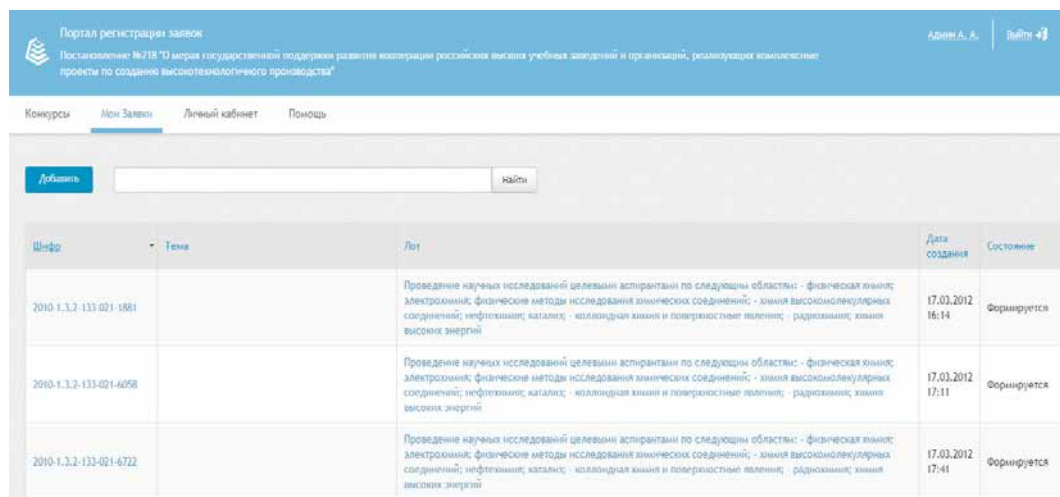 Портал регистрации заявок
Постановление №218 "О мерах государственной поддержки развития кооперации российских высших учебных заведений и организаций, реализующих комплексные
проекты по созданию высокотехнологичного производства"
Админ А. А.
Выйти
Конкурсы
Мои Заявки
Личный кабинет
Помощь
Добавить
Найти
Шифр
Тема
Лот
Дата
создания
Состояние
2010-1.3.2-133-021-1881
Проведение научных исследований целевыми аспирантами по следующим областям: - физическая химия;
электрохимия; физические методы исследования химических соединений; - химия высокомолекулярных
соединений; нефтехимия; катализ; - коллоидная химия и поверхностные явления; - радиохимия; химия
высоких энергий
17.03.2012
16:14
Формируется
2010-1.3.2-133-021-6058
Проведение научных исследований целевыми аспирантами по следующим областям: - физическая химия;
электрохимия; физические методы исследования химических соединений; - химия высокомолекулярных
соединений; нефтехимия; катализ; - коллоидная химия и поверхностные явления; - радиохимия; химия
высоких энергий
17.03.2012
17:11
Формируется
2010-1.3.2-133-021-6722
Проведение научных исследований целевыми аспирантами по следующим областям: - физическая химия;
электрохимия; физические методы исследования химических соединений; - химия высокомолекулярных
соединений; нефтехимия; катализ; - коллоидная химия и поверхностные явления; - радиохимия; химия
высоких энергий
17.03.2012
17:41
Формируется